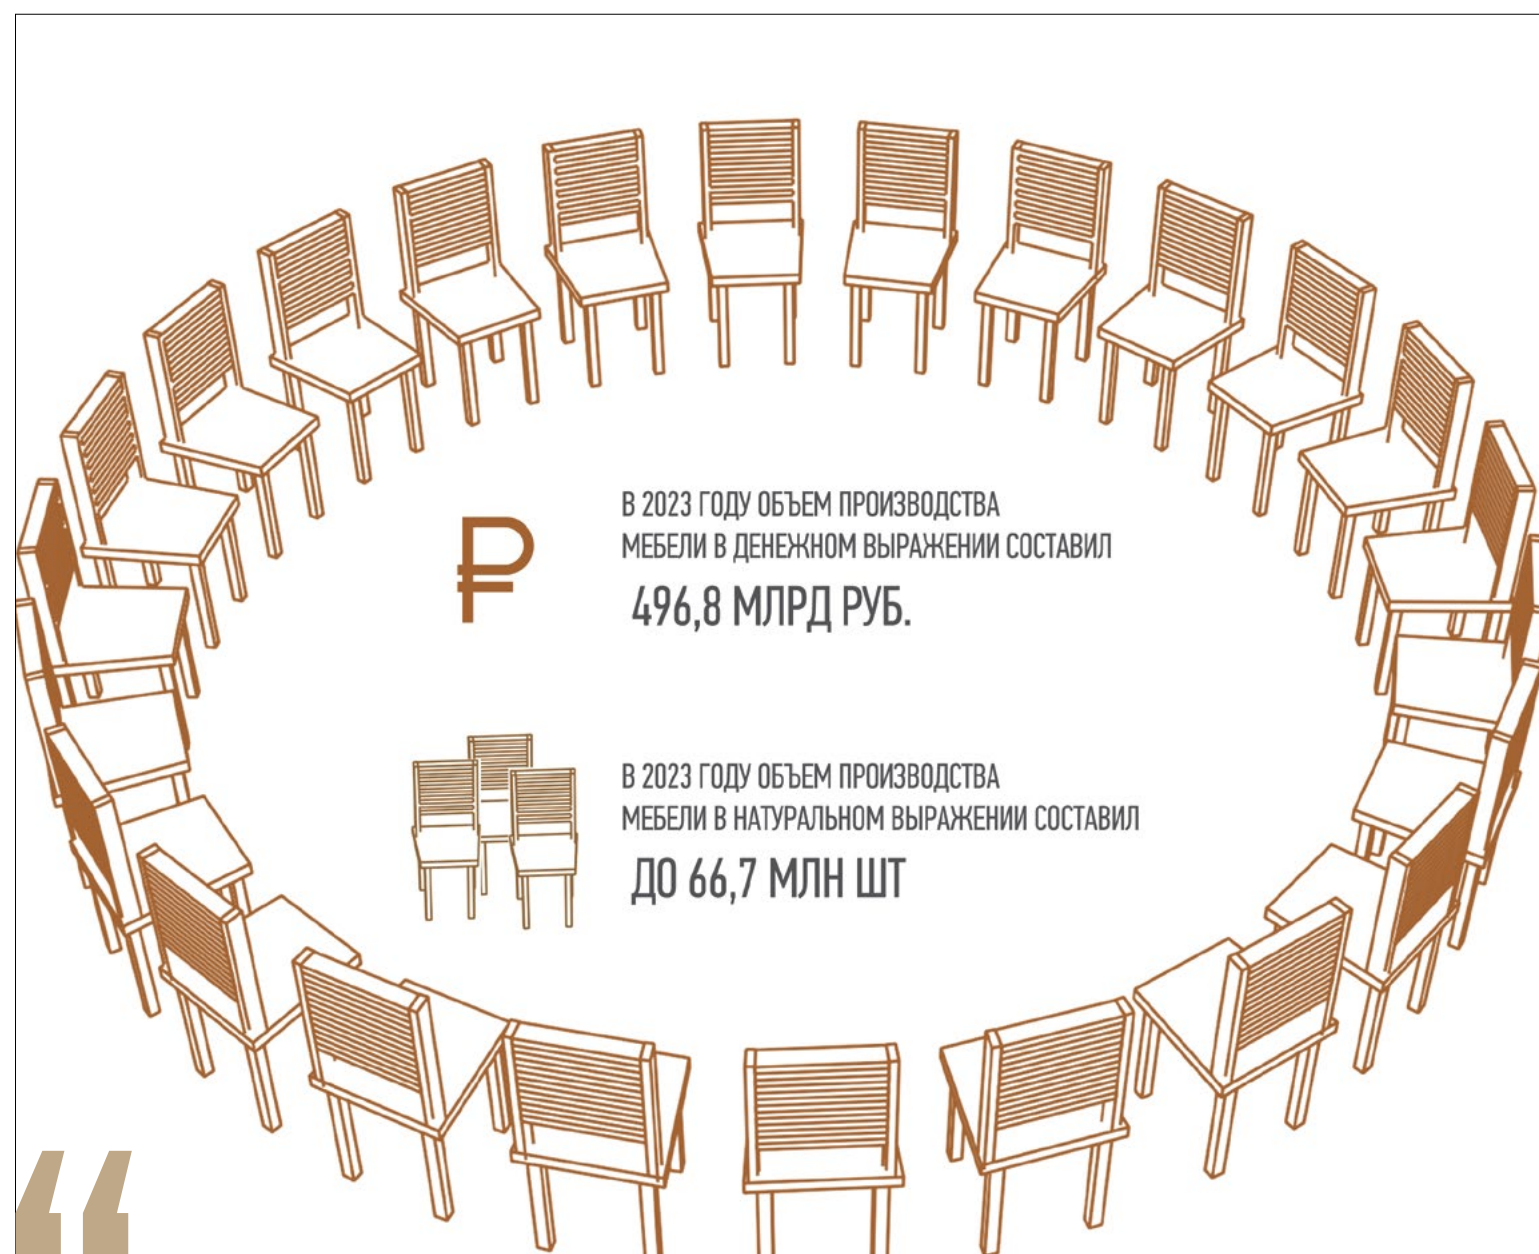 В 2023 ГОДУ ОБЪЕМ ПРОИЗВОДСТВА
МЕБЕЛИ В ДЕНЕЖНОМ ВЫРАЖЕНИИ СОСТАВИЛ
496,8 МЛРД РУБ.
В 2023 ГОДУ ОБЪЕМ ПРОИЗВОДСТВА
МЕБЕЛИ В НАТУРАЛЬНОМ ВЫРАЖЕНИИ СОСТАВИЛ
ДО 66,7 МЛН ШТ